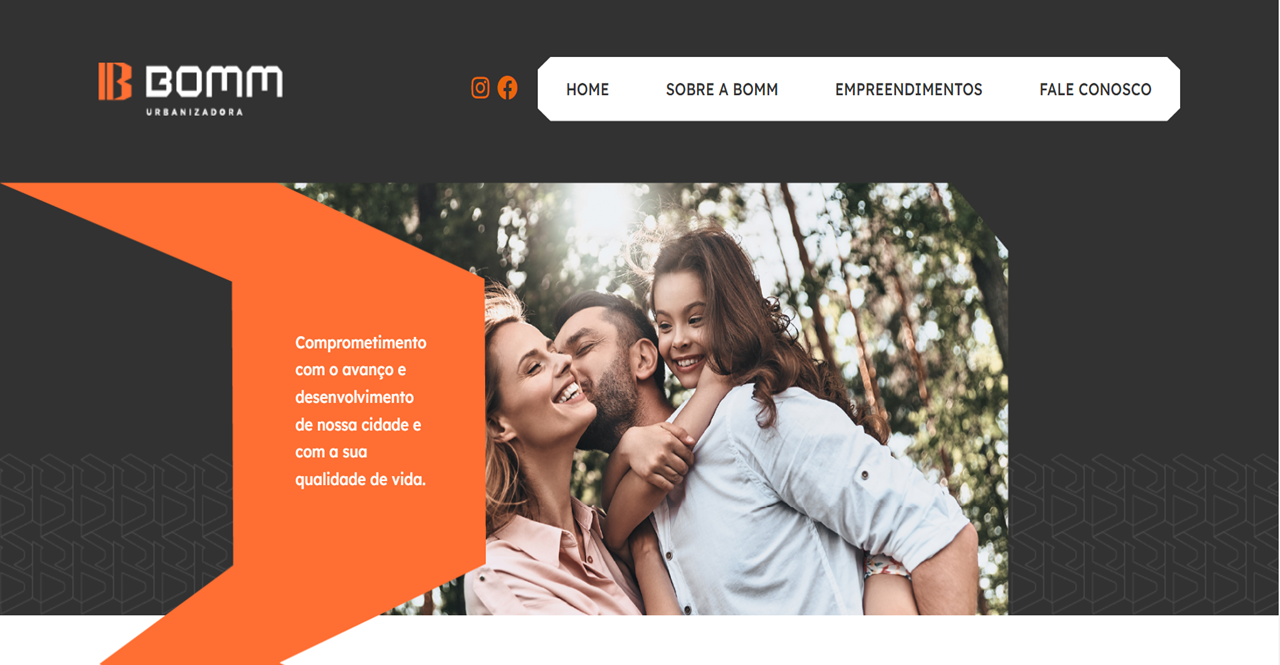 BOMM
URBANIZADORA
HOME
SOBRE A BOMM
EMPREENDIMENTOS
FALE CONOSCO
Comprometimento
com o avanço e
desenvolvimento
de nossa cidade e
com a sua
qualidade de vida.